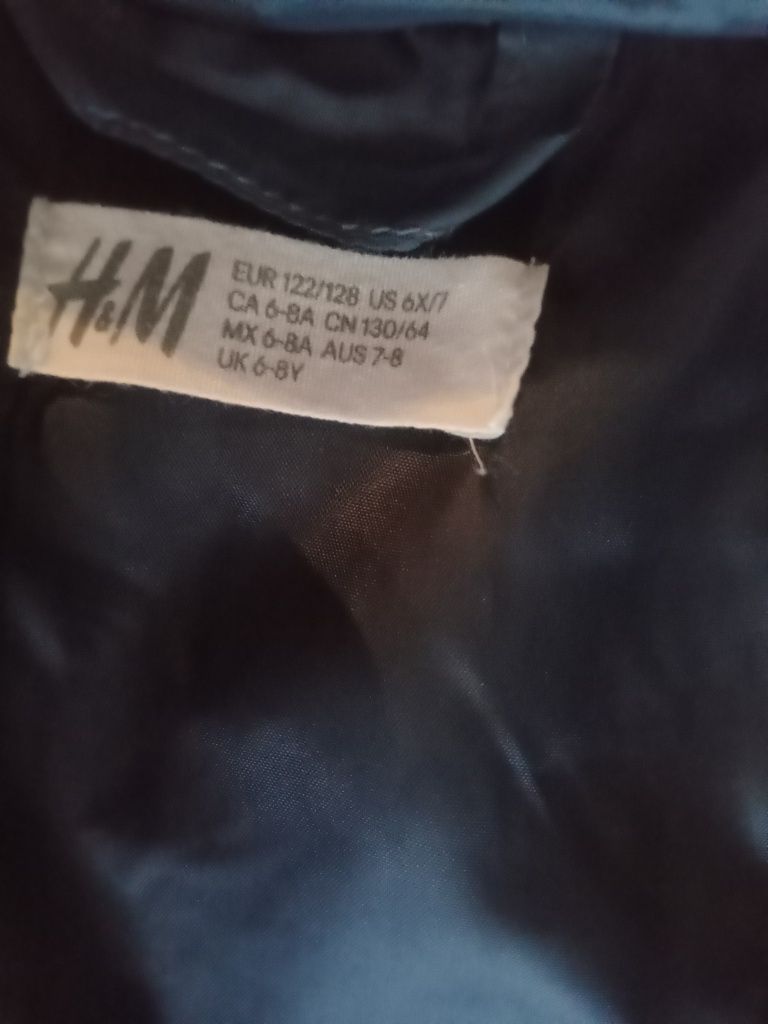 H&M
EUR 122/128 US 6X/7
CA 6-8A CN 130/64
MX 6-8A AUS 7-8
UK 6-8Y